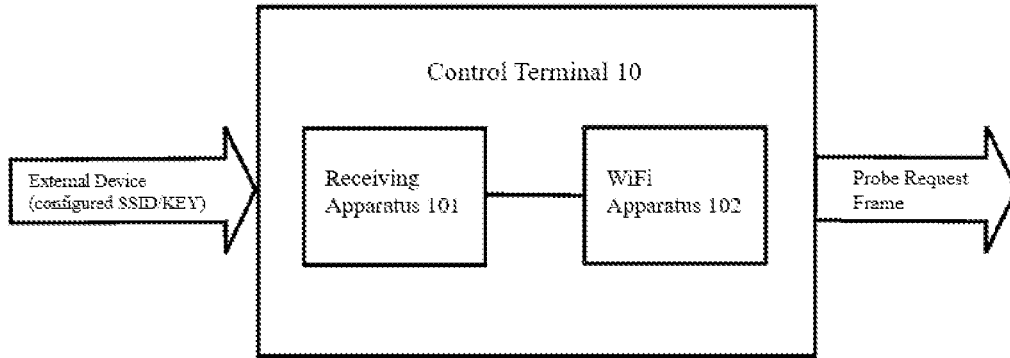 Control Terminal 10
External Device
(configured SSID/KEY)
Receiving
Apparatus 101
WiFi
Apparatus 102
Probe Request
Frame